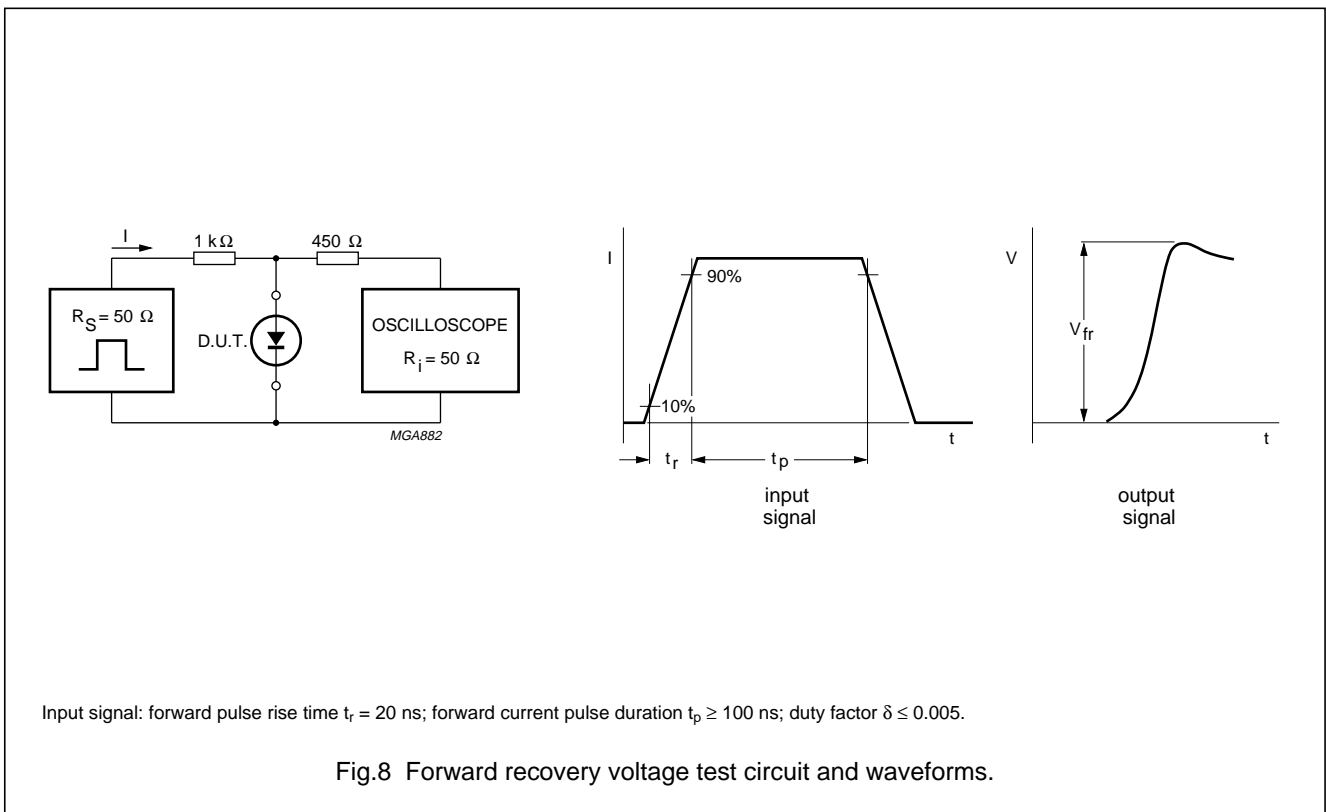 I
1 kΩ
450 Ω
R_S = 50 Ω
D.U.T.
OSCILLOSCOPE
R_i = 50 Ω
MGA882
I
90%
10%
t
t_r
t_p
input
signal
V
V_fr
t
output
signal
Input signal: forward pulse rise time t_r = 20 ns; forward current pulse duration t_p ≥ 100 ns; duty factor δ ≤ 0.005.
Fig.8 Forward recovery voltage test circuit and waveforms.